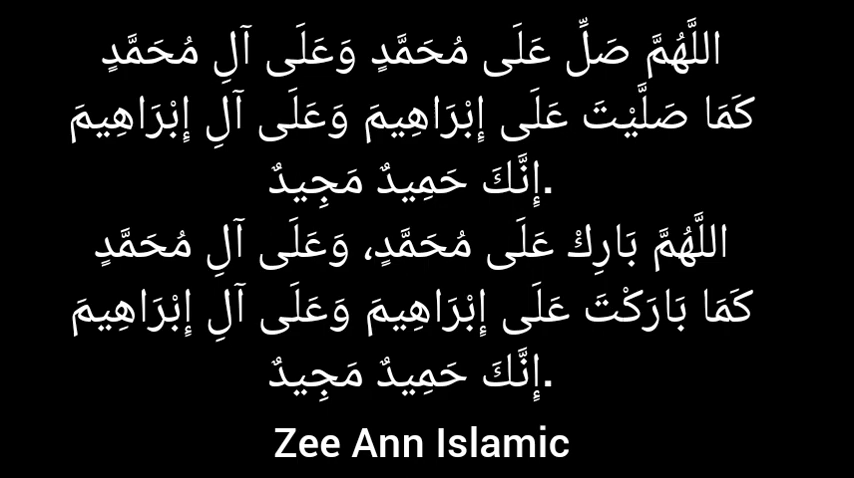 اللَّهُمَّ صَلِّ عَلَى مُحَمَّدٍ وَعَلَى آلِ مُحَمَّدٍ
كَمَا صَلَّيْتَ عَلَى إِبْرَاهِيمَ وَعَلَى آلِ إِبْرَاهِيمَ
إِنَّكَ حَمِيدٌ مَجِيدٌ.
اللَّهُمَّ بَارِكْ عَلَى مُحَمَّدٍ، وَعَلَى آلِ مُحَمَّدٍ
كَمَا بَارَكْتَ عَلَى إِبْرَاهِيمَ وَعَلَى آلِ إِبْرَاهِيمَ
إِنَّكَ حَمِيدٌ مَجِيدٌ.
Zee Ann Islamic